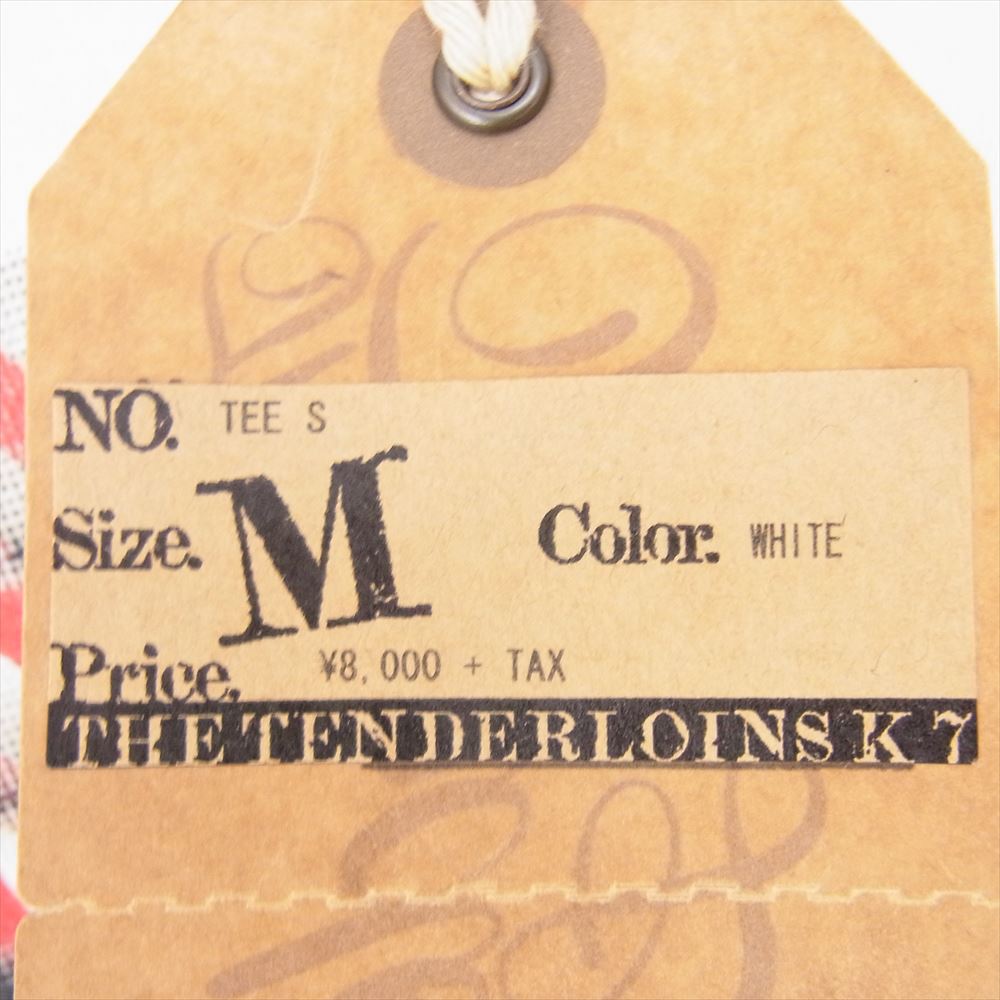 NO. TEE S
Size. M Color. WHITE
Price. ¥8,000 + TAX
THE TENDERLOINS K 7